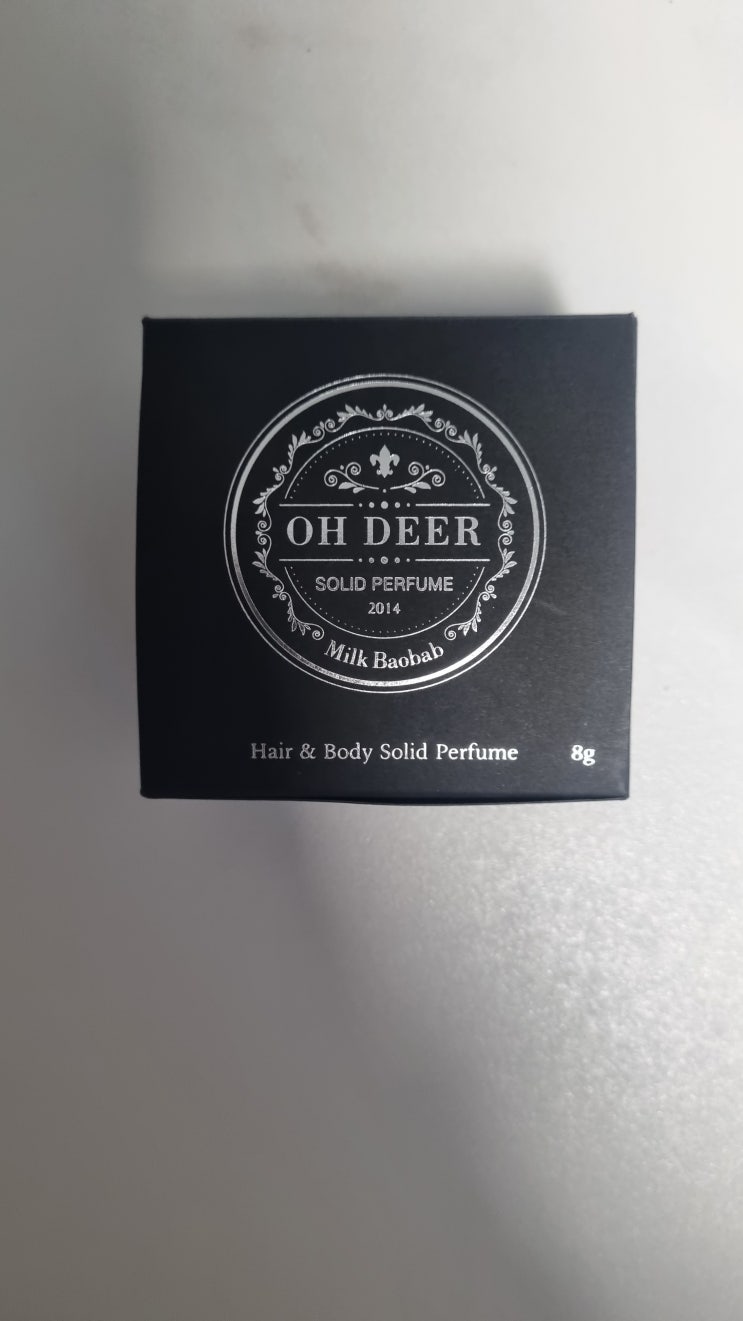 OH DEER
SOLID PERFUME
2014
Milk Baobab
Hair & Body Solid Perfume 8g